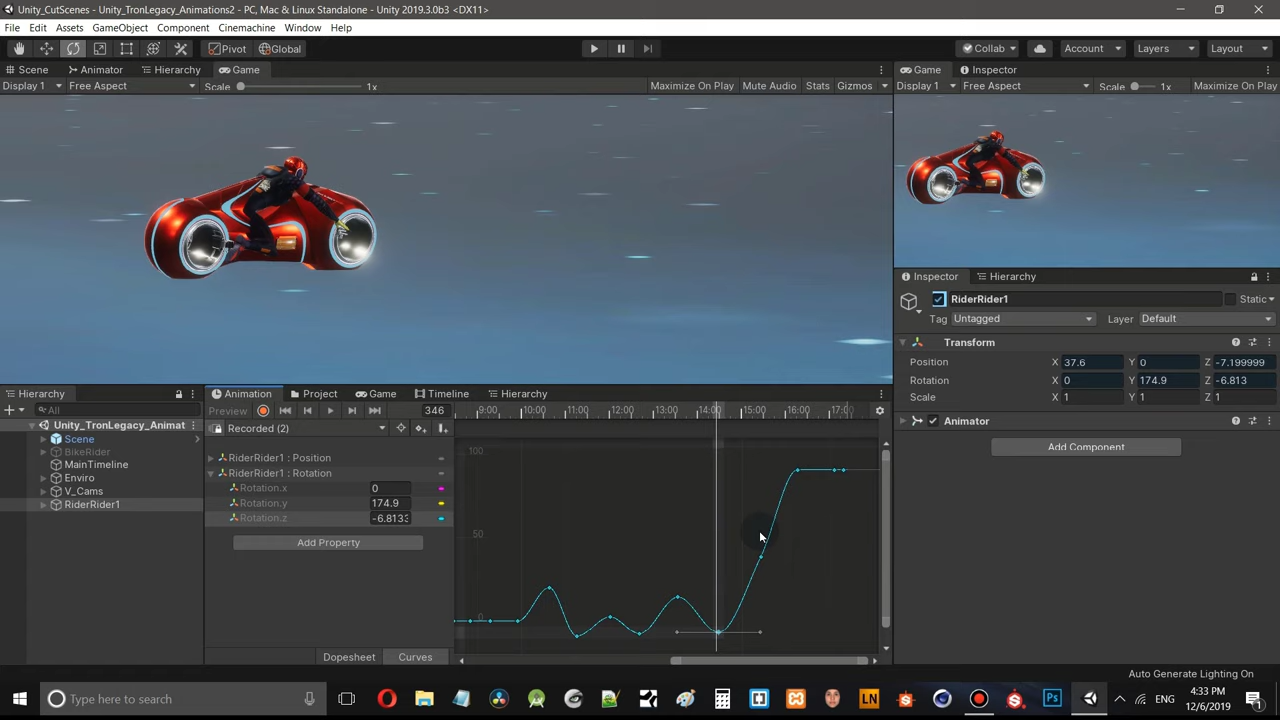 Unity_CutScenes - Unity_TronLegacy_Animations2 - PC, Mac & Linux Standalone - Unity 2019.3.0b3 <DX11>
File Edit Assets GameObject Component Cinemachine Window Help
Pivot Global Collab Account Layers Layout
Scene Animator Hierarchy Game Game Inspector
Display 1 Free Aspect Scale 1x Maximize On Play Mute Audio Stats Gizmos Display 1 Free Aspect Scale 1x Maximize On Play
Inspector Hierarchy
RiderRider1 Static
Tag Untagged Layer Default
Transform
Position X 37.6 Y 0 Z -7.199999
Rotation X 0 Y 174.9 Z -6.813
Scale X 1 Y 1 Z 1
Animator
Add Component
Hierarchy Animation Project Game Timeline Hierarchy
All Preview 346 9:00 10:00 11:00 12:00 13:00 14:00 15:00 16:00 17:0
Unity_TronLegacy_Animat Recorded (2)
Scene
BikeRider
MainTimeline
Enviro
V_Cams
RiderRider1
RiderRider1 : Position
RiderRider1 : Rotation
Rotation.x 0
Rotation.y 174.9
Rotation.z -6.8133
Add Property
100
50
0
Dopesheet Curves
Auto Generate Lighting On
Type here to search LN Ps ENG 4:33 PM
12/6/2019 1